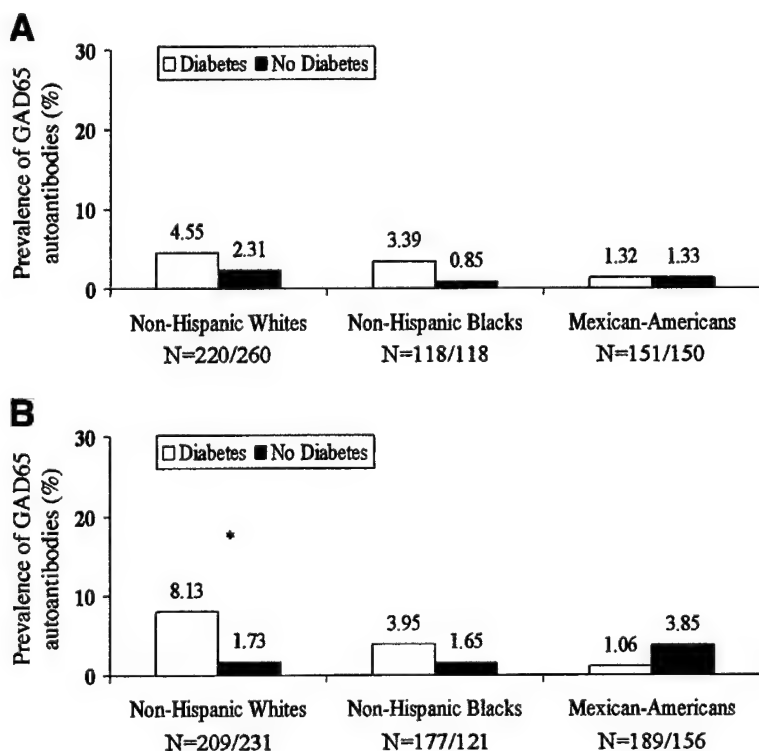 A
Prevalence of GAD65
autoantibodies (%)
30
20
10
0
Diabetes No Diabetes
4.55 2.31 3.39 0.85 1.32 1.33
Non-Hispanic Whites Non-Hispanic Blacks Mexican-Americans
N=220/260 N=118/118 N=151/150
B
Prevalence of GAD65
autoantibodies (%)
30
20
10
0
Diabetes No Diabetes
*
8.13 1.73 3.95 1.65 1.06 3.85
Non-Hispanic Whites Non-Hispanic Blacks Mexican-Americans
N=209/231 N=177/121 N=189/156